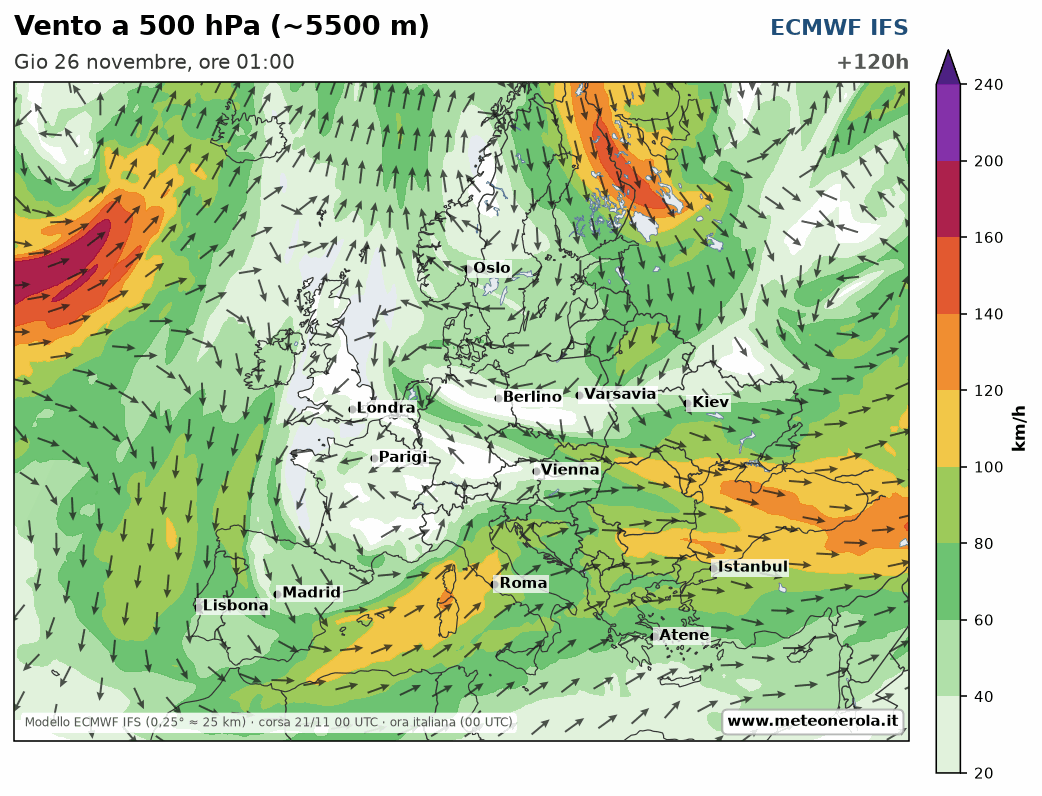 Vento a 500 hPa (~5500 m)
ECMWF IFS
Gio 26 novembre, ore 01:00
+120h
240
200
160
140
120
100
80
60
40
20
km/h
Oslo
Berlino
Varsavia
Kiev
Londra
Parigi
Vienna
Istanbul
Roma
Madrid
Lisbona
Atene
Modello ECMWF IFS (0,25° ≈ 25 km) · corsa 21/11 00 UTC · ora italiana (00 UTC)
www.meteonerola.it